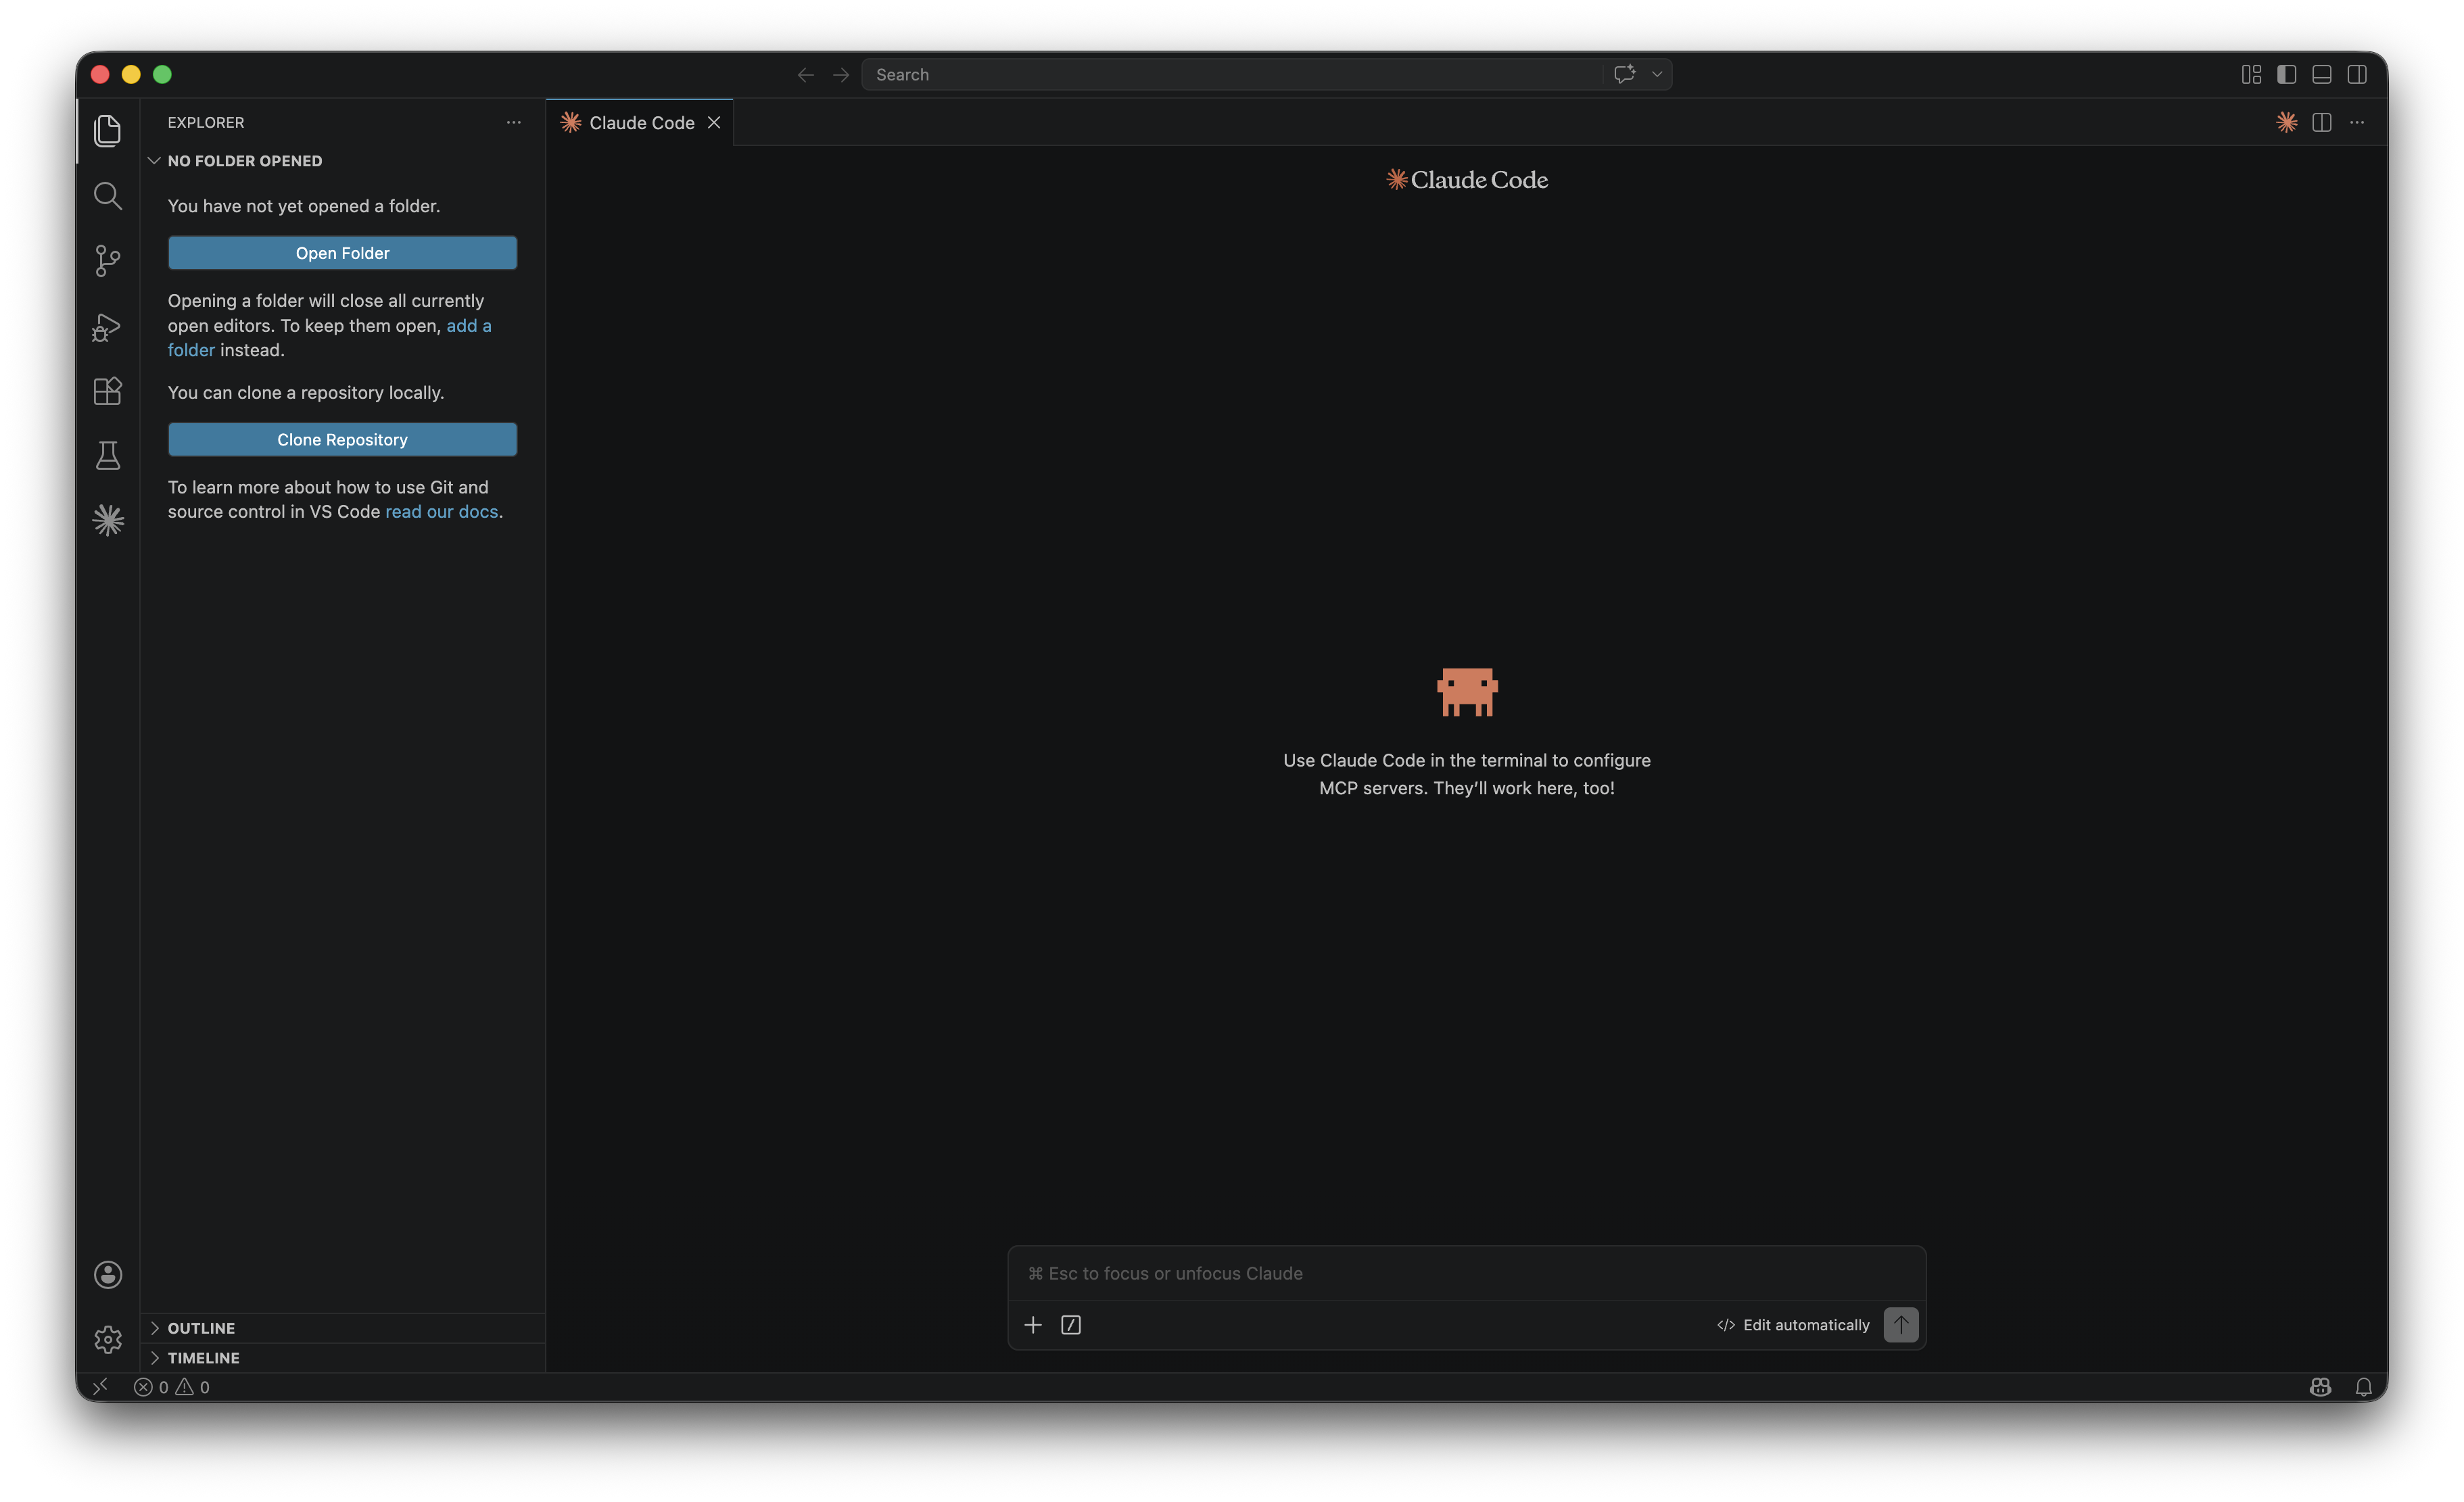 Search
EXPLORER
NO FOLDER OPENED
You have not yet opened a folder.
Open Folder
Opening a folder will close all currently
open editors. To keep them open, add a
folder instead.
You can clone a repository locally.
Clone Repository
To learn more about how to use Git and
source control in VS Code read our docs.
OUTLINE
TIMELINE
Claude Code
Claude Code
Use Claude Code in the terminal to configure
MCP servers. They’ll work here, too!
⌘ Esc to focus or unfocus Claude
</> Edit automatically
0 0